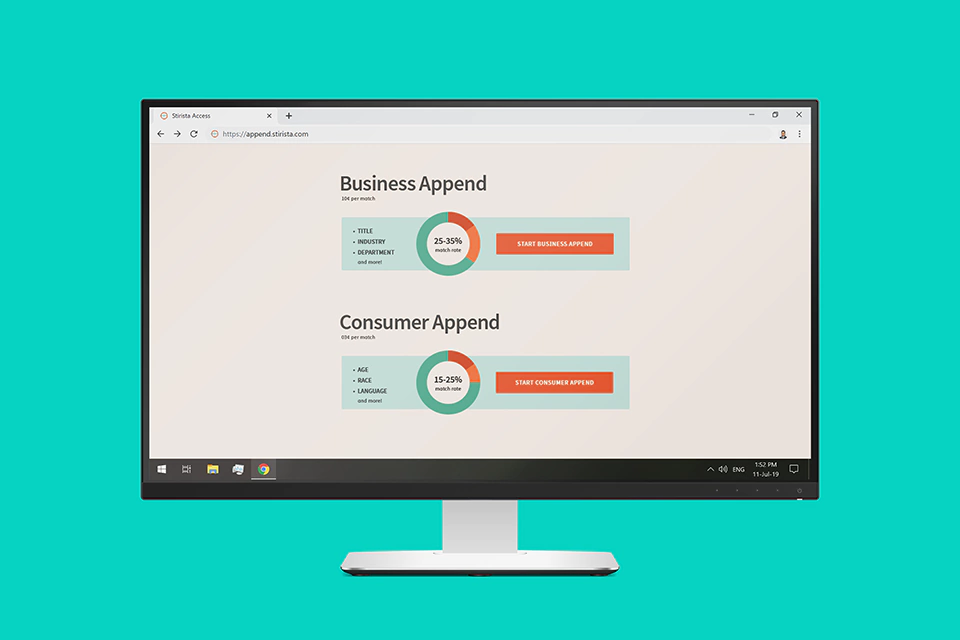 Stirista Access
https://append.stirista.com
Business Append
10¢ per match
• TITLE
• INDUSTRY
• DEPARTMENT
and more!
25-35%
match rate
START BUSINESS APPEND
Consumer Append
03¢ per match
• AGE
• RACE
• LANGUAGE
and more!
15-25%
match rate
START CONSUMER APPEND
ENG
1:52 PM
11-Jul-19